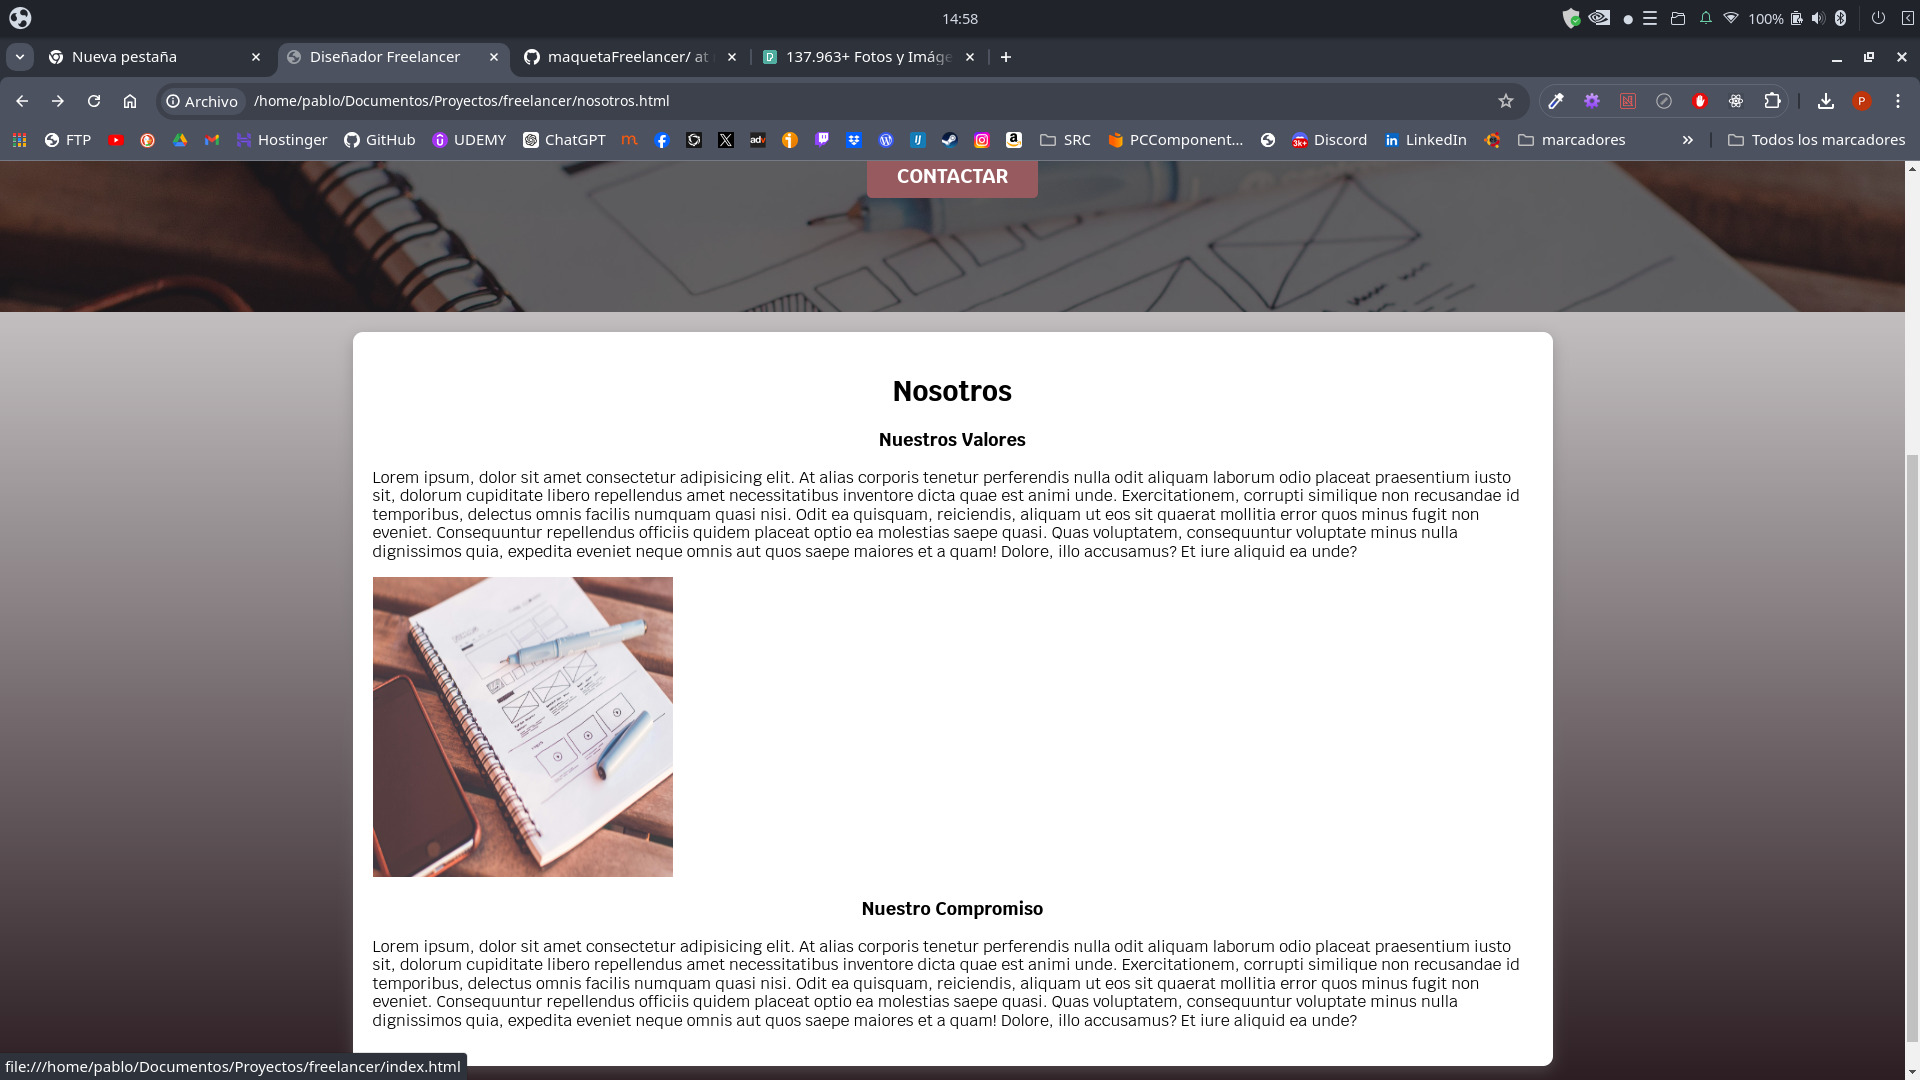 14:58
100%
Nueva pestaña
Diseñador Freelancer
maquetaFreelancer/ at
137.963+ Fotos y Imáge
Archivo
/home/pablo/Documentos/Proyectos/freelancer/nosotros.html
P
FTP
Hostinger
GitHub
UDEMY
ChatGPT
adv
SRC
PCComponent...
3k+
Discord
LinkedIn
marcadores
Todos los marcadores
CONTACTAR
Nosotros
Nuestros Valores
Lorem ipsum, dolor sit amet consectetur adipisicing elit. At alias corporis tenetur perferendis nulla odit aliquam laborum odio placeat praesentium iusto
sit, dolorum cupiditate libero repellendus amet necessitatibus inventore dicta quae est animi unde. Exercitationem, corrupti similique non recusandae id
temporibus, delectus omnis facilis numquam quasi nisi. Odit ea quisquam, reiciendis, aliquam ut eos sit quaerat mollitia error quos minus fugit non
eveniet. Consequuntur repellendus officiis quidem placeat optio ea molestias saepe quasi. Quas voluptatem, consequuntur voluptate minus nulla
dignissimos quia, expedita eveniet neque omnis aut quos saepe maiores et a quam! Dolore, illo accusamus? Et iure aliquid ea unde?
Nuestro Compromiso
Lorem ipsum, dolor sit amet consectetur adipisicing elit. At alias corporis tenetur perferendis nulla odit aliquam laborum odio placeat praesentium iusto
sit, dolorum cupiditate libero repellendus amet necessitatibus inventore dicta quae est animi unde. Exercitationem, corrupti similique non recusandae id
temporibus, delectus omnis facilis numquam quasi nisi. Odit ea quisquam, reiciendis, aliquam ut eos sit quaerat mollitia error quos minus fugit non
eveniet. Consequuntur repellendus officiis quidem placeat optio ea molestias saepe quasi. Quas voluptatem, consequuntur voluptate minus nulla
dignissimos quia, expedita eveniet neque omnis aut quos saepe maiores et a quam! Dolore, illo accusamus? Et iure aliquid ea unde?
file:///home/pablo/Documentos/Proyectos/freelancer/index.html